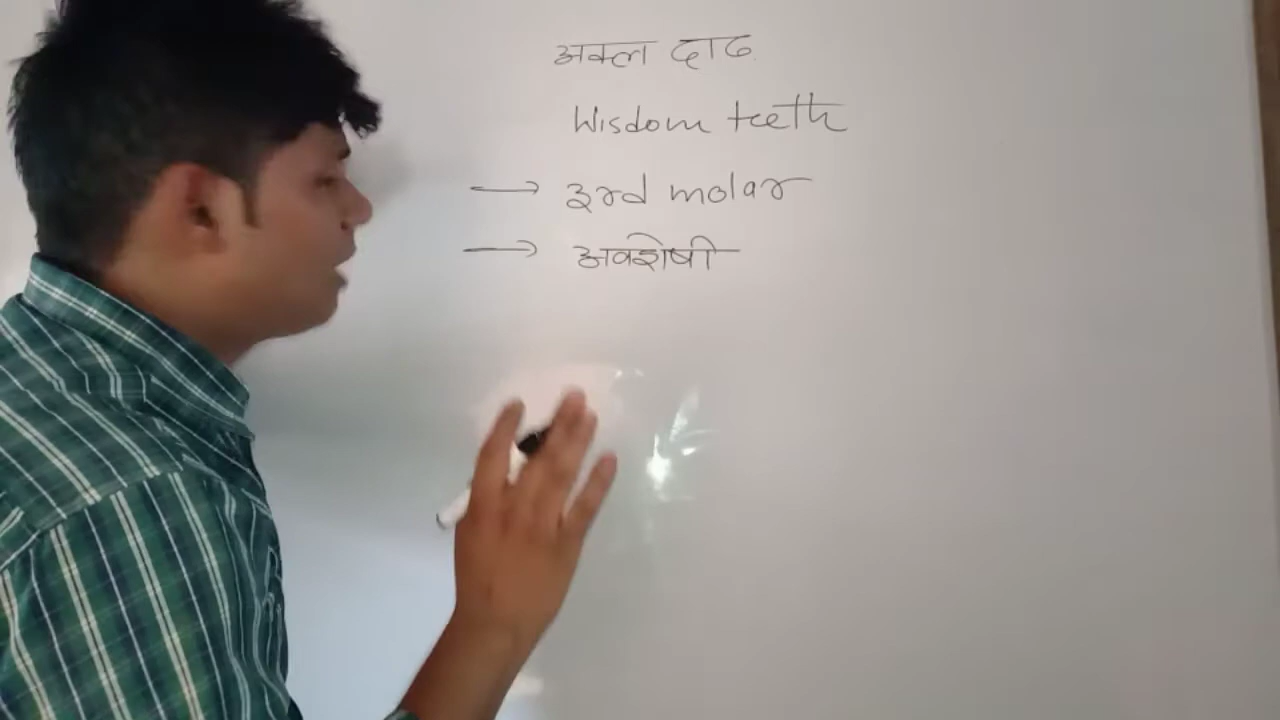 अक्ल दाढ
Wisdom teeth
→ 3rd molar
→ अवशेषी